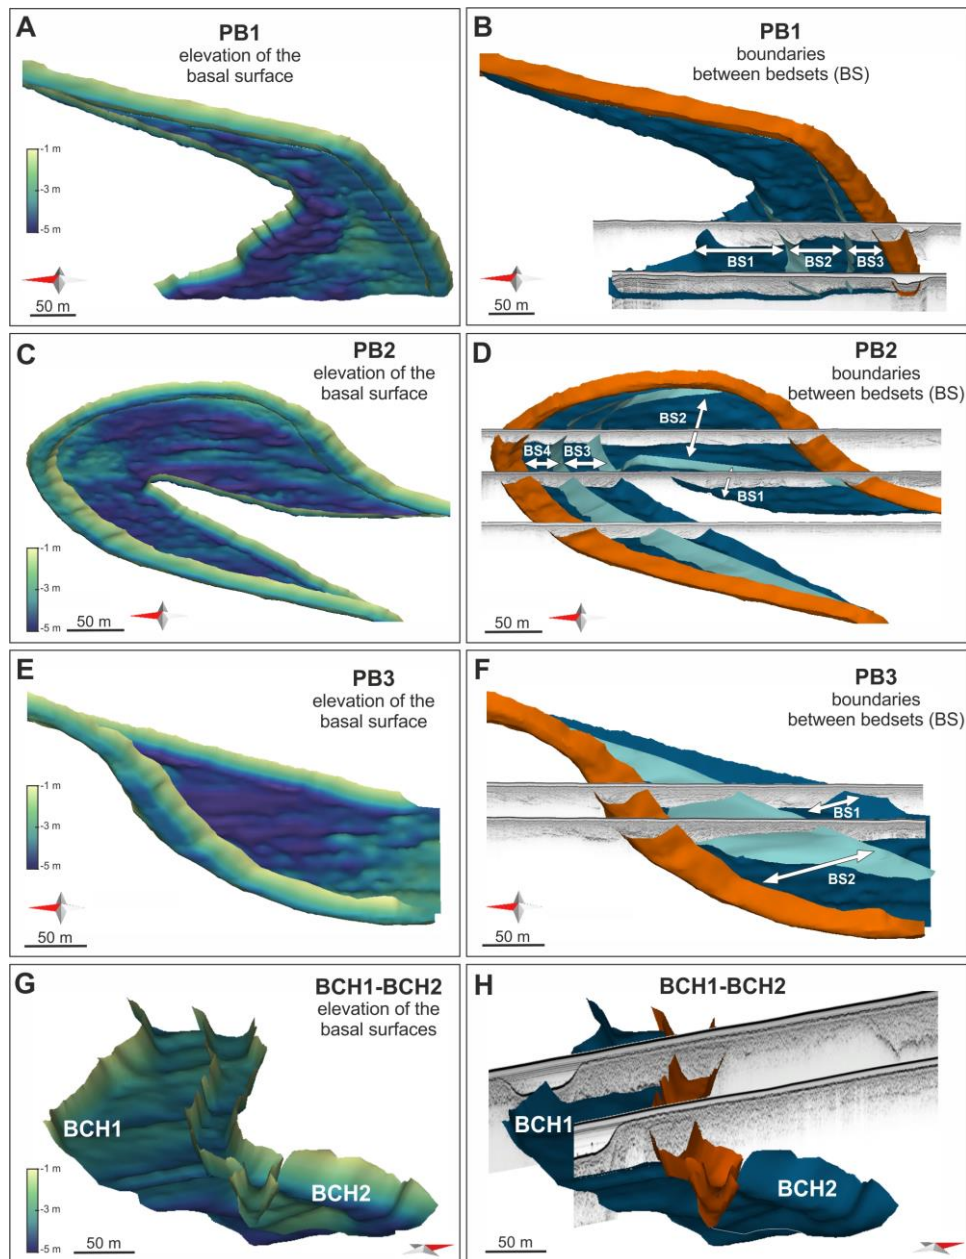 A
PB1
elevation of the
basal surface
-1 m
-3 m
-5 m
50 m
B
PB1
boundaries
between bedsets (BS)
BS1
BS2
BS3
50 m
C
PB2
elevation of the
basal surface
-1 m
-3 m
-5 m
50 m
D
PB2
boundaries
between bedsets (BS)
BS2
BS4
BS3
BS1
50 m
E
PB3
elevation of the
basal surface
-1 m
-3 m
-5 m
50 m
F
PB3
boundaries
between bedsets (BS)
BS1
BS2
50 m
G
BCH1-BCH2
elevation of the
basal surfaces
BCH1
BCH2
-1 m
-3 m
-5 m
50 m
H
BCH1-BCH2
BCH1
BCH2
50 m